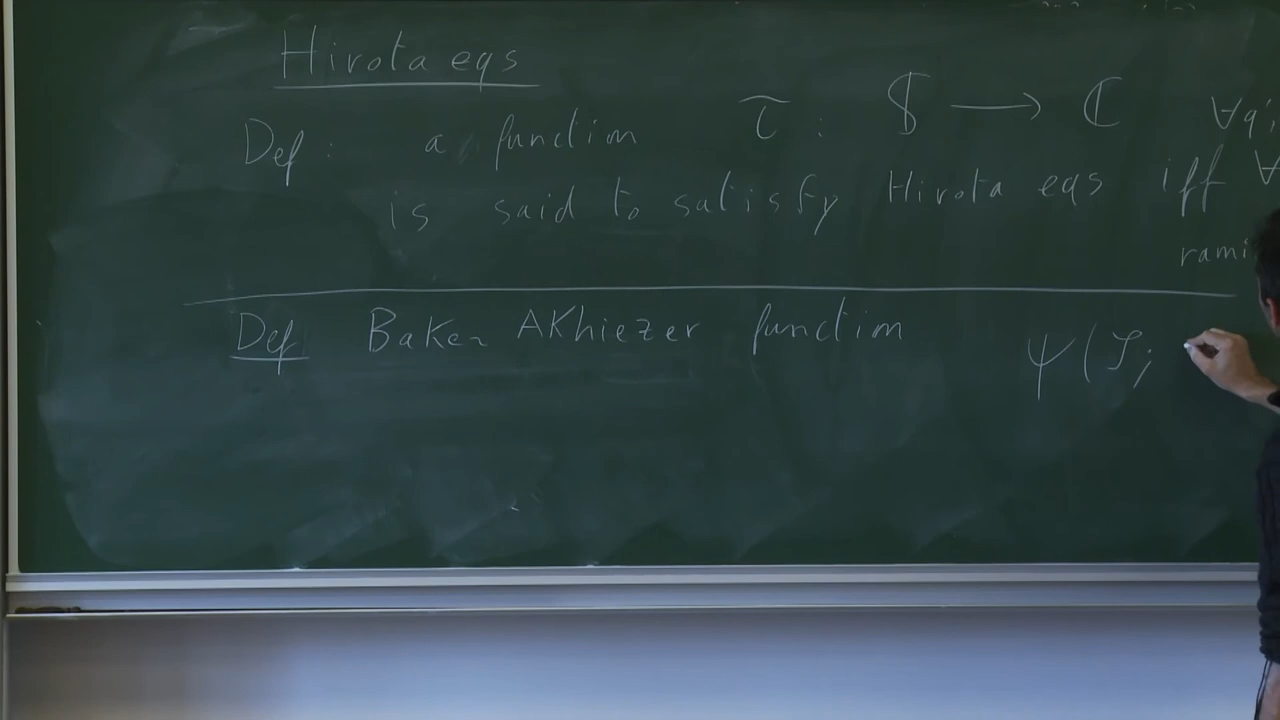 Hirota eqs
Def: a function τ̃ : 𝕊 ⟶ ℂ ∀q;
is said to satisfy Hirota eqs iff ∀
rami
Def Baker Akhiezer function ψ(𝒮;